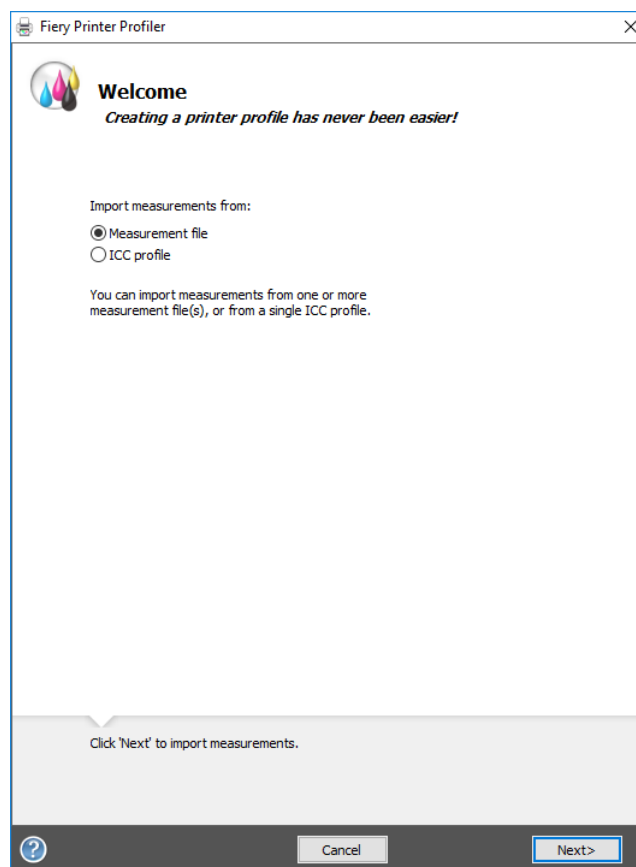 Fiery Printer Profiler
Welcome
Creating a printer profile has never been easier!
Import measurements from:
Measurement file
ICC profile
You can import measurements from one or more
measurement file(s), or from a single ICC profile.
Click 'Next' to import measurements.
?
Cancel
Next>